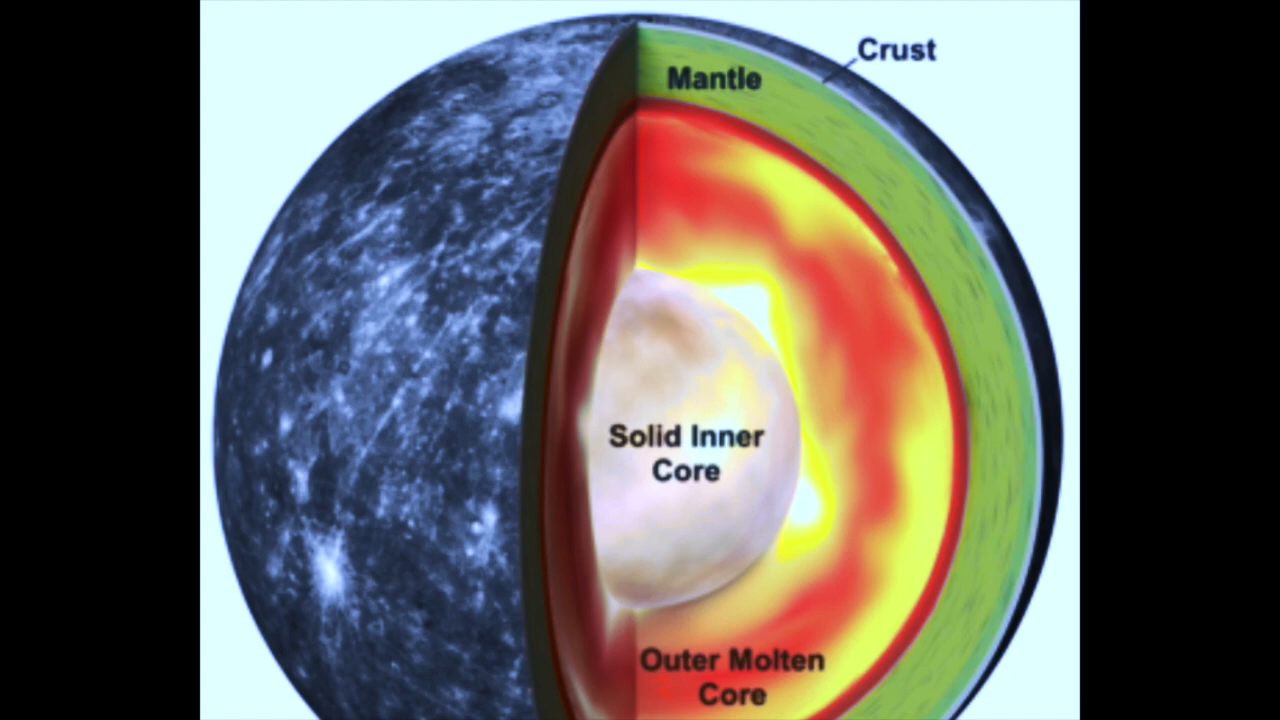 Crust
Mantle
Solid Inner
Core
Outer Molten
Core